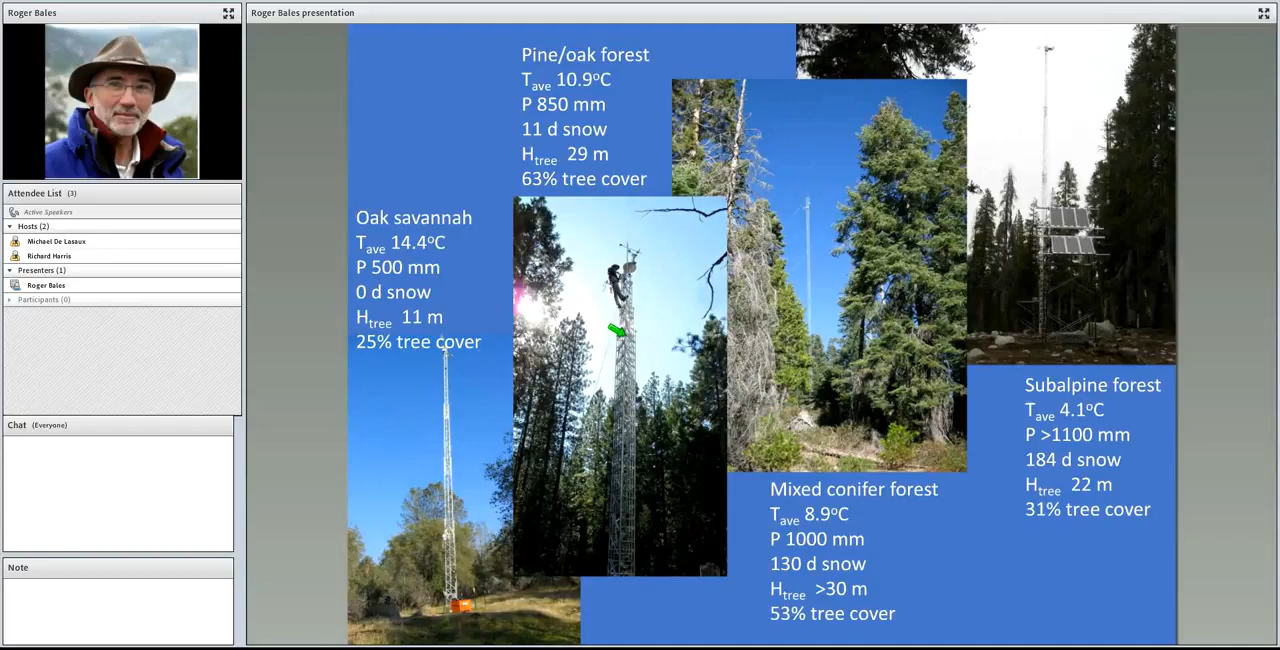 Roger Bales
Attendee List (3)
Active Speakers
Hosts (2)
Michael De Lasaux
Richard Harris
Presenters (1)
Roger Bales
Participants (0)
Chat (Everyone)
Note
Roger Bales presentation
Oak savannah
Tave 14.4oC
P 500 mm
0 d snow
Htree 11 m
25% tree cover
Pine/oak forest
Tave 10.9oC
P 850 mm
11 d snow
Htree 29 m
63% tree cover
Mixed conifer forest
Tave 8.9oC
P 1000 mm
130 d snow
Htree >30 m
53% tree cover
Subalpine forest
Tave 4.1oC
P >1100 mm
184 d snow
Htree 22 m
31% tree cover